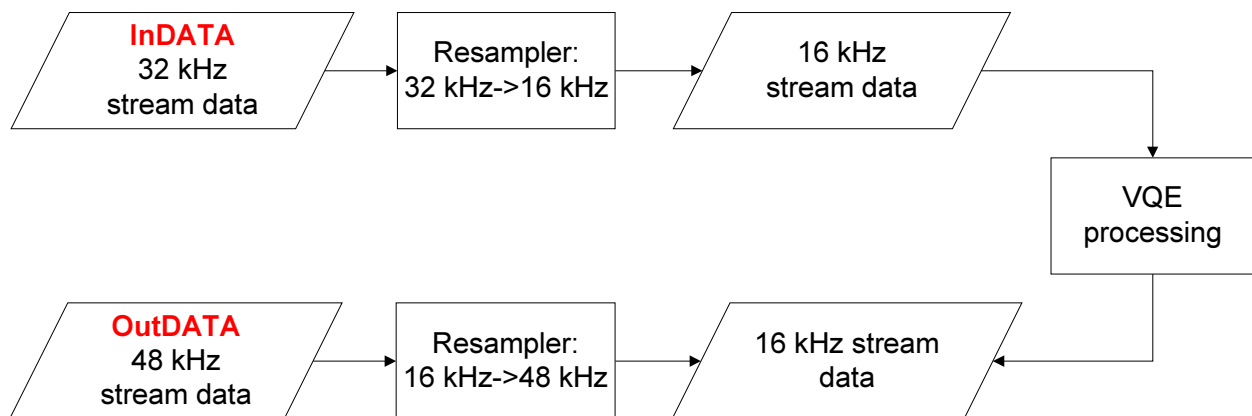 InDATA
32 kHz
stream data
Resampler:
32 kHz->16 kHz
16 kHz
stream data
VQE
processing
OutDATA
48 kHz
stream data
Resampler:
16 kHz->48 kHz
16 kHz stream
data